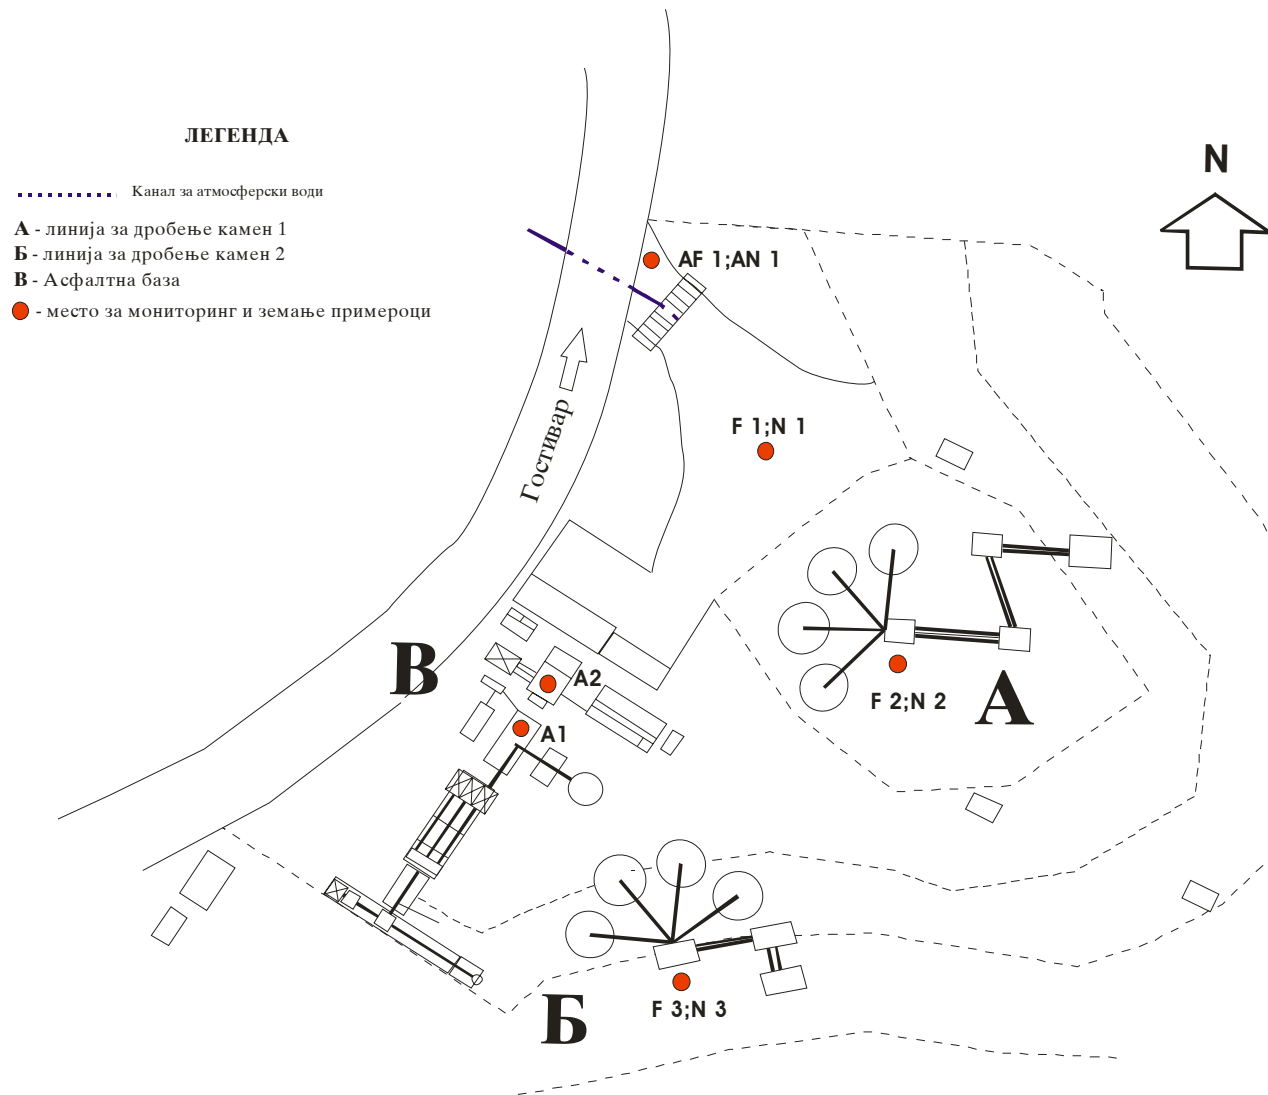 ЛЕГЕНДА
Канал за атмосферски води
А - линија за дробење камен 1
Б - линија за дробење камен 2
В - Асфалтна база
- место за мониторинг и земање примероци
N
AF 1;AN 1
Гостивар
F 1;N 1
В
A2
A1
F 2;N 2
А
F 3;N 3
Б